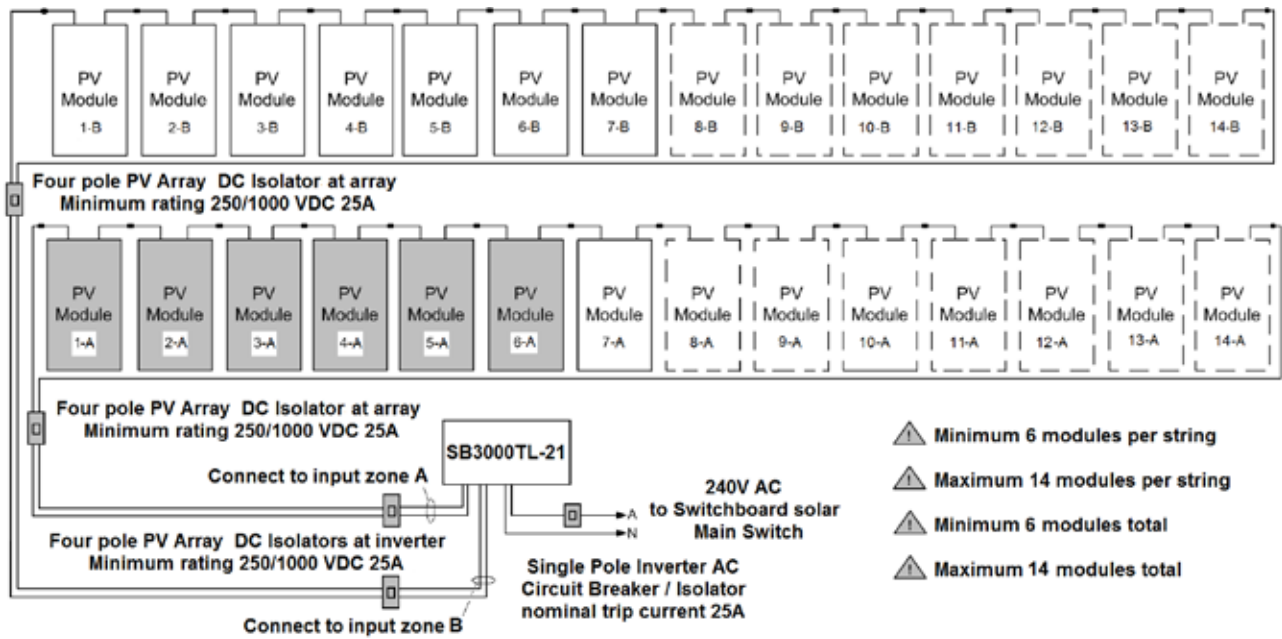 PV Module 1-B
PV Module 2-B
PV Module 3-B
PV Module 4-B
PV Module 5-B
PV Module 6-B
PV Module 7-B
PV Module 8-B
PV Module 9-B
PV Module 10-B
PV Module 11-B
PV Module 12-B
PV Module 13-B
PV Module 14-B
Four pole PV Array DC Isolator at array
Minimum rating 250/1000 VDC 25A
PV Module 1-A
PV Module 2-A
PV Module 3-A
PV Module 4-A
PV Module 5-A
PV Module 6-A
PV Module 7-A
PV Module 8-A
PV Module 9-A
PV Module 10-A
PV Module 11-A
PV Module 12-A
PV Module 13-A
PV Module 14-A
Four pole PV Array DC Isolator at array
Minimum rating 250/1000 VDC 25A
SB3000TL-21
Connect to input zone A
240V AC
to Switchboard solar
Main Switch
A
N
Four pole PV Array DC Isolators at inverter
Minimum rating 250/1000 VDC 25A
Single Pole Inverter AC
Circuit Breaker / Isolator
nominal trip current 25A
Connect to input zone B
! Minimum 6 modules per string
! Maximum 14 modules per string
! Minimum 6 modules total
! Maximum 14 modules total